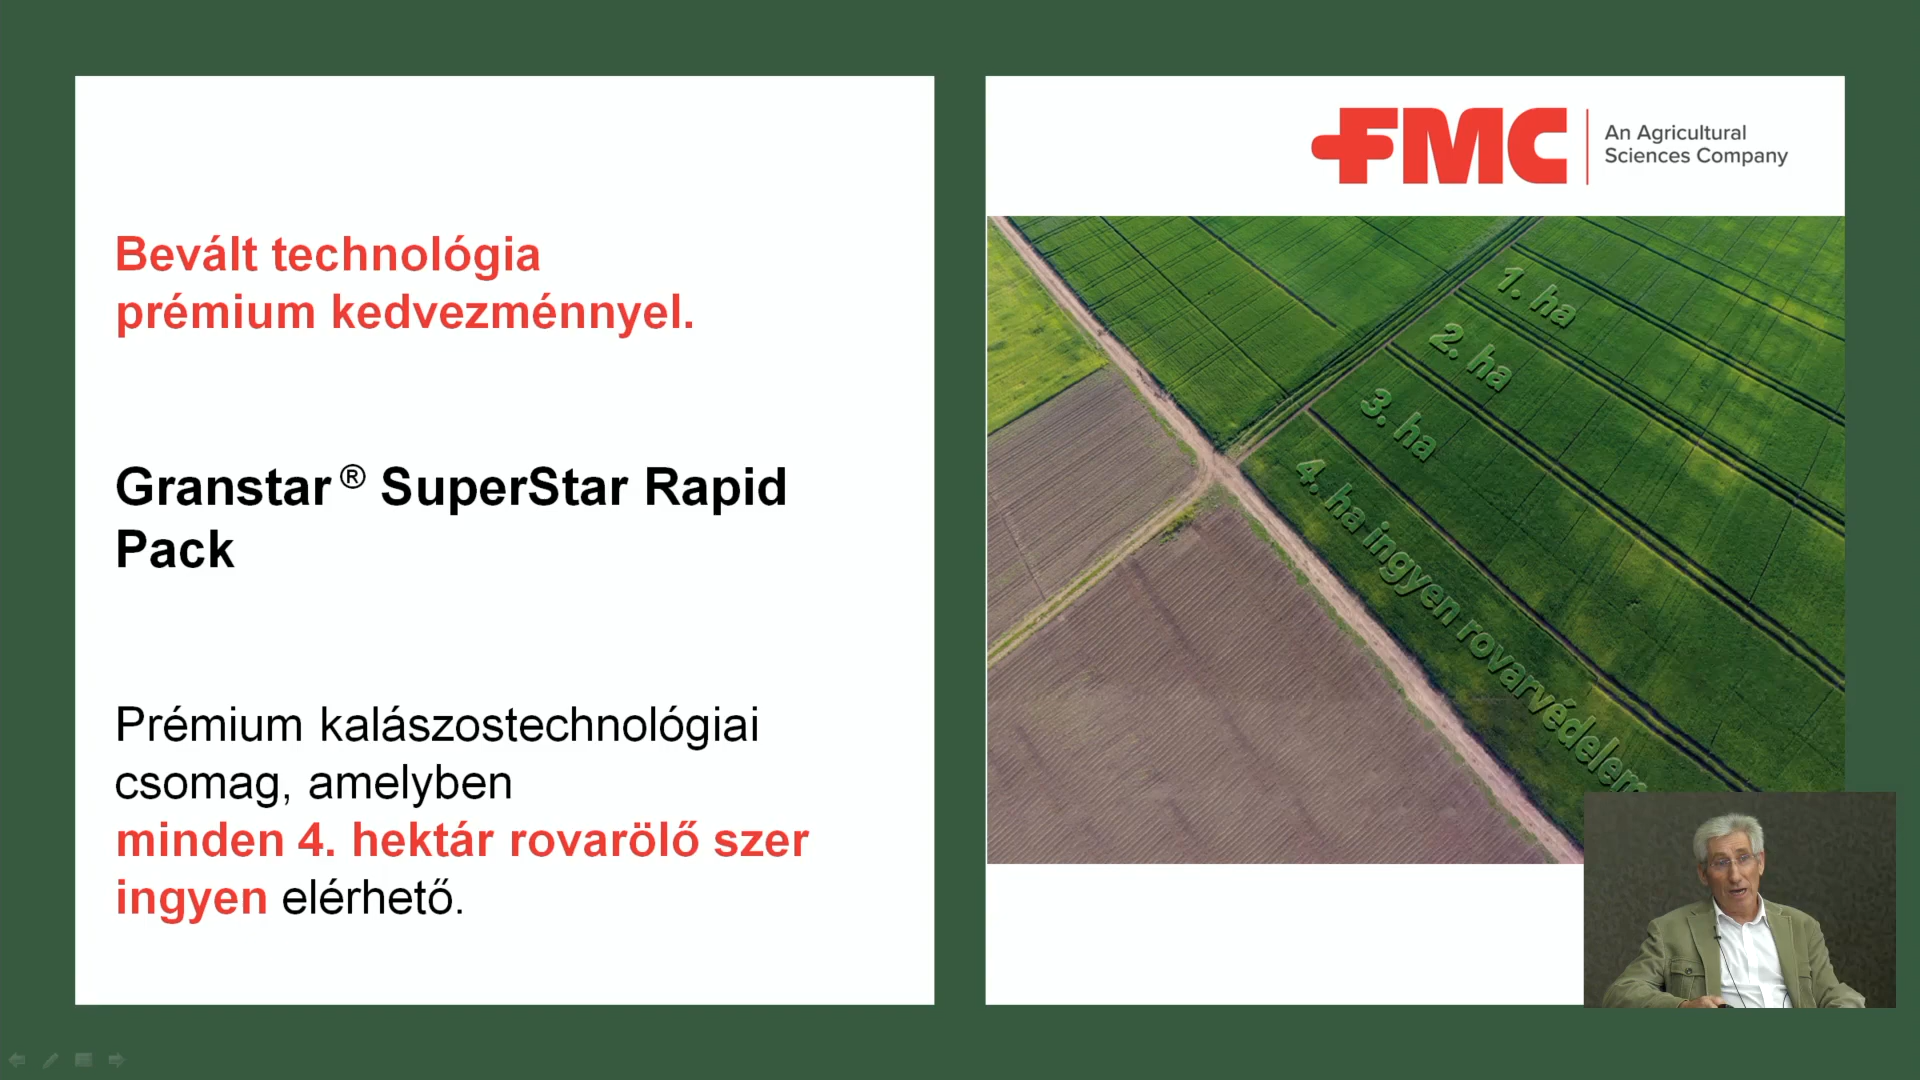 Bevált technológia
prémium kedvezménnyel.
Granstar® SuperStar Rapid
Pack
Prémium kalászostechnológiai
csomag, amelyben
minden 4. hektár rovarölő szer
ingyen elérhető.
FMC
An Agricultural
Sciences Company
1. ha
2. ha
3. ha
4. ha ingyen rovarvédelem